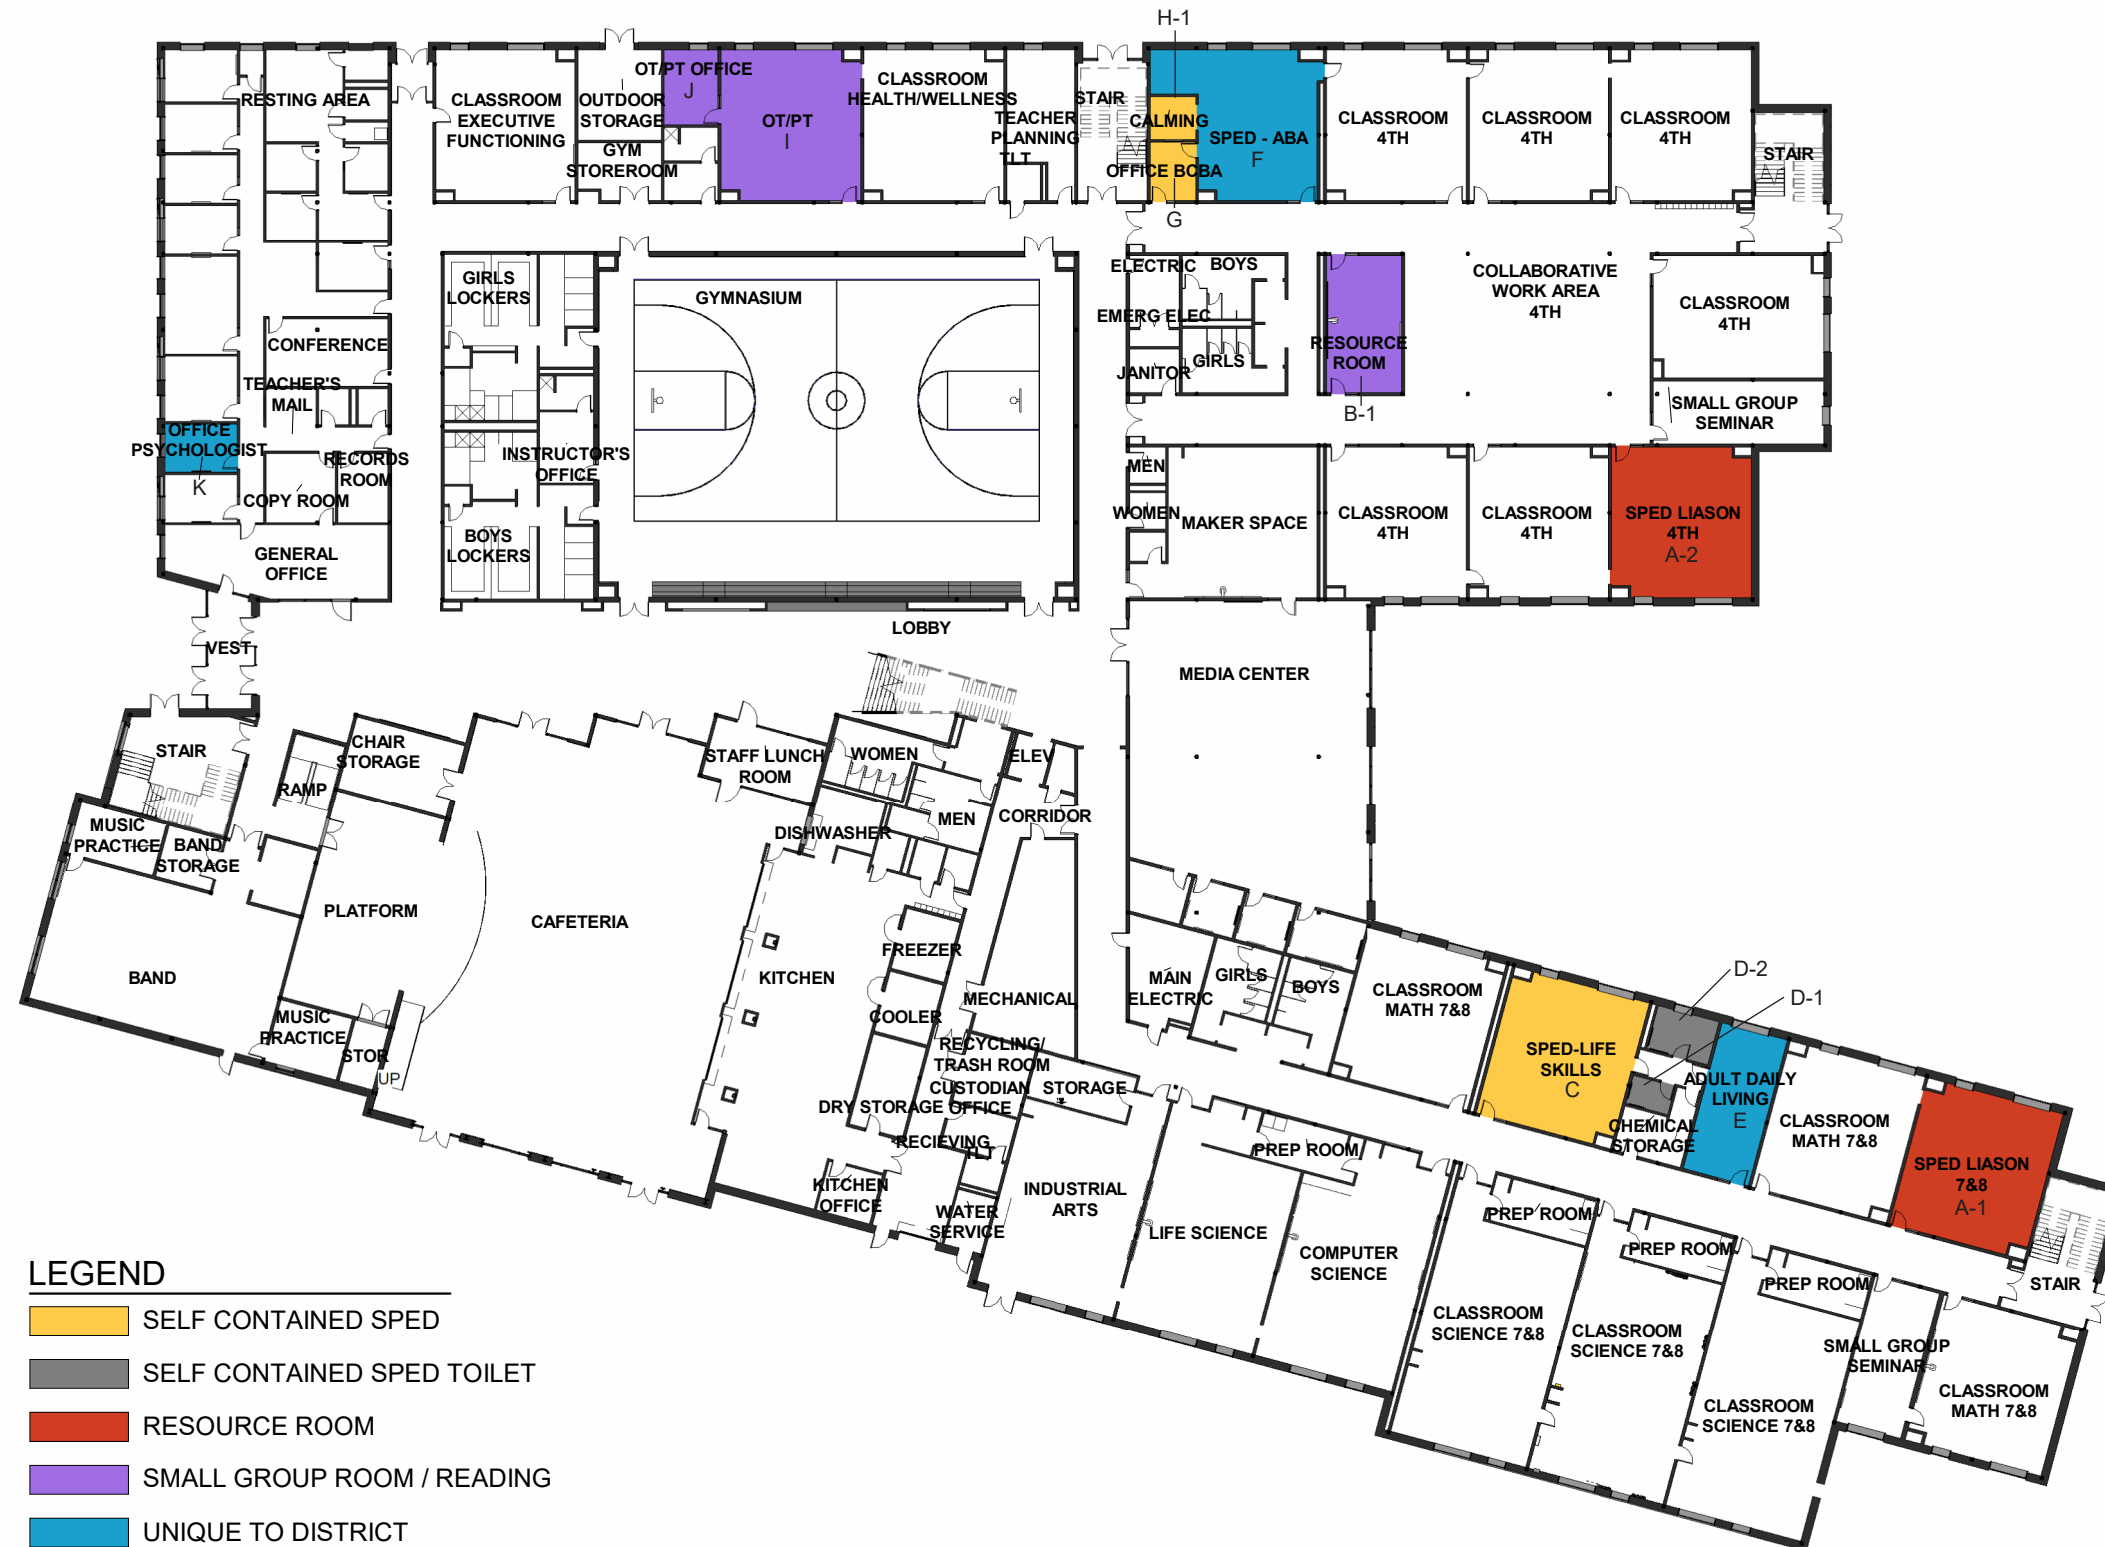 H-1
RESTING AREA
CLASSROOM
EXECUTIVE
FUNCTIONING
OUTDOOR
STORAGE
GYM
STOREROOM
OT/PT OFFICE
J
OT/PT
I
CLASSROOM
HEALTH/WELLNESS
TEACHER
PLANNING
TLT
STAIR
CALMING
OFFICE BCBA
G
SPED - ABA
F
CLASSROOM
4TH
CLASSROOM
4TH
CLASSROOM
4TH
STAIR
GIRLS
LOCKERS
GYMNASIUM
ELECTRIC
BOYS
EMERG ELEC
GIRLS
JANITOR
RESOURCE
ROOM
B-1
COLLABORATIVE
WORK AREA
4TH
CLASSROOM
4TH
SMALL GROUP
SEMINAR
CONFERENCE
TEACHER'S
MAIL
OFFICE
PSYCHOLOGIST
K
RECORDS
ROOM
COPY ROOM
GENERAL
OFFICE
INSTRUCTOR'S
OFFICE
BOYS
LOCKERS
MEN
WOMEN
MAKER SPACE
CLASSROOM
4TH
CLASSROOM
4TH
SPED LIASON
4TH
A-2
VEST
LOBBY
MEDIA CENTER
STAIR
CHAIR
STORAGE
RAMP
STAFF LUNCH
ROOM
WOMEN
ELEV
MEN
CORRIDOR
DISHWASHER
MUSIC
PRACTICE
BAND
STORAGE
PLATFORM
CAFETERIA
BAND
KITCHEN
FREEZER
COOLER
MECHANICAL
MUSIC
PRACTICE
STOR
UP
RECYCLING/
TRASH ROOM
CUSTODIAN
OFFICE
STORAGE
DRY STORAGE
RECIEVING
TLT
KITCHEN
OFFICE
WATER
SERVICE
MAIN
ELECTRIC
GIRLS
BOYS
CLASSROOM
MATH 7&8
SPED-LIFE
SKILLS
C
D-2
D-1
CHEMICAL
STORAGE
ADULT DAILY
LIVING
E
CLASSROOM
MATH 7&8
SPED LIASON
7&8
A-1
STAIR
INDUSTRIAL
ARTS
LIFE SCIENCE
PREP ROOM
COMPUTER
SCIENCE
PREP ROOM
CLASSROOM
SCIENCE 7&8
PREP ROOM
CLASSROOM
SCIENCE 7&8
PREP ROOM
CLASSROOM
SCIENCE 7&8
SMALL GROUP
SEMINAR
CLASSROOM
MATH 7&8
LEGEND
SELF CONTAINED SPED
SELF CONTAINED SPED TOILET
RESOURCE ROOM
SMALL GROUP ROOM / READING
UNIQUE TO DISTRICT